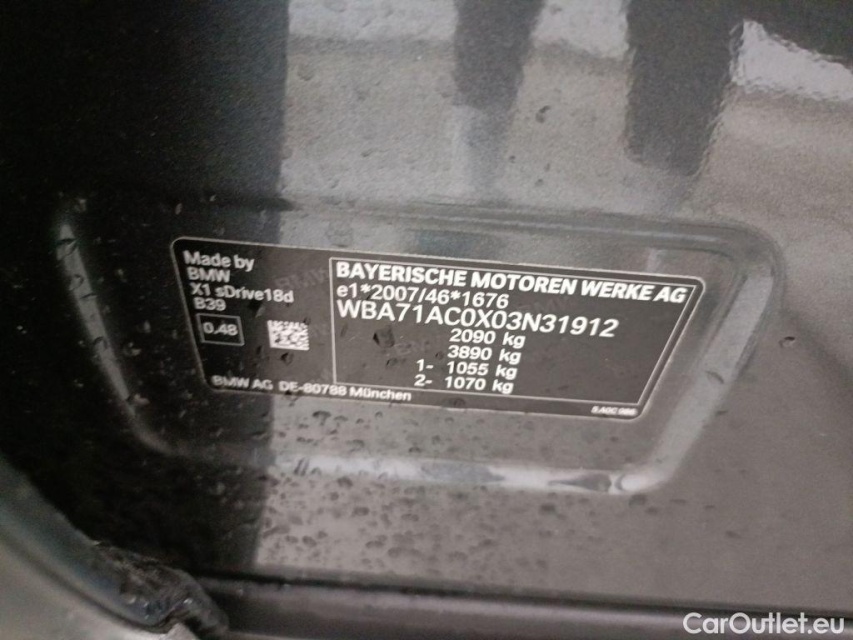 Made by
BMW
X1 sDrive18d
B39
0.48
BMW AG DE-80788 München
BAYERISCHE MOTOREN WERKE AG
e1*2007/46*1676
WBA71AC0X03N31912
2090 kg
3890 kg
1- 1055 kg
2- 1070 kg
CarOutlet.eu